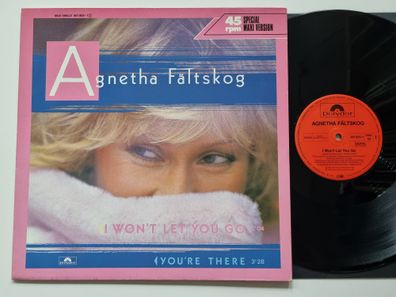 45 rpm SPECIAL MAXI VERSION
Agnetha Fältskog
I WON'T LET YOU GO
YOU'RE THERE 3'28
polydor
polydor
AGNETHA FÄLTSKOG
I Won't Let You Go